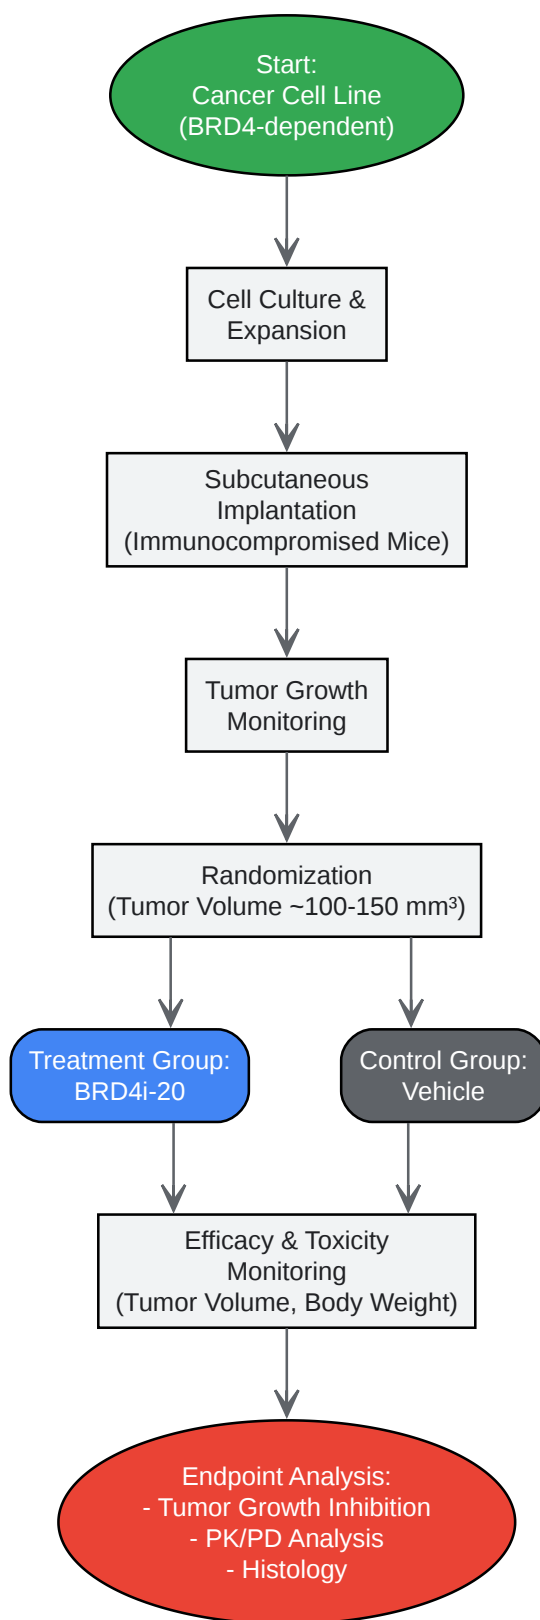 Start:
Cancer Cell Line
(BRD4-dependent)
Cell Culture &
Expansion
Subcutaneous
Implantation
(Immunocompromised Mice)
Tumor Growth
Monitoring
Randomization
(Tumor Volume ~100-150 mm³)
Treatment Group:
BRD4i-20
Control Group:
Vehicle
Efficacy & Toxicity
Monitoring
(Tumor Volume, Body Weight)
Endpoint Analysis:
- Tumor Growth Inhibition
- PK/PD Analysis
- Histology